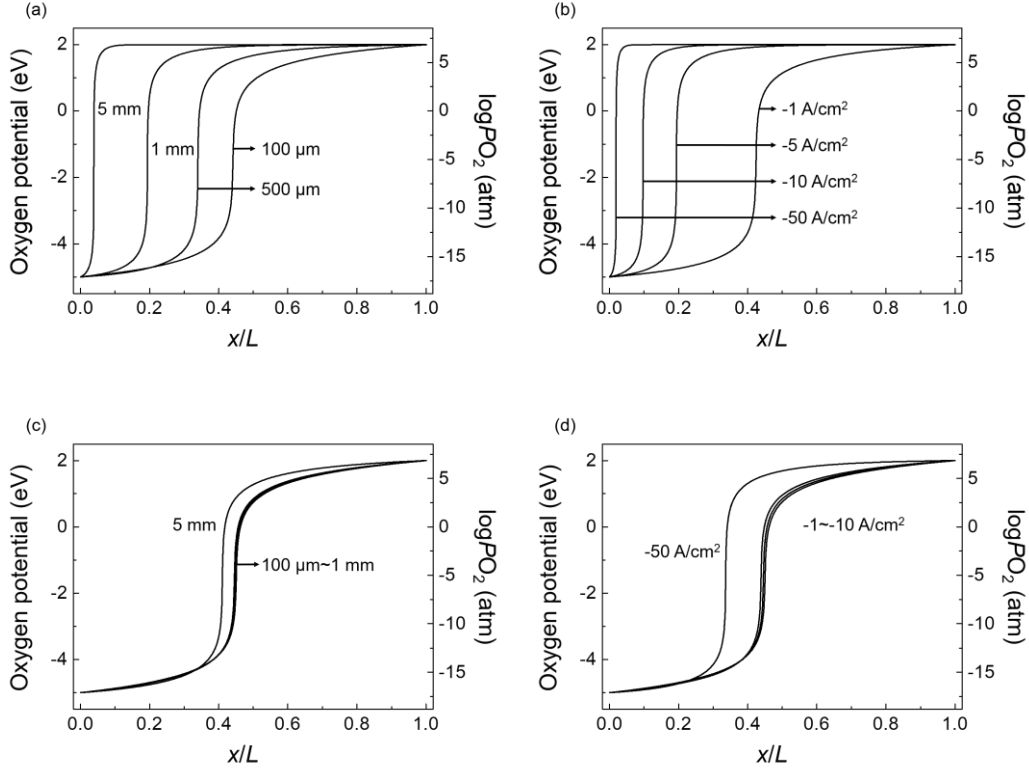 (a)
Oxygen potential (eV)
2
0
-2
-4
5 mm
1 mm
100 µm
500 µm
5
0
-5
-10
-15
logPO₂ (atm)
0.0 0.2 0.4 0.6 0.8 1.0
x/L
(b)
Oxygen potential (eV)
2
0
-2
-4
-1 A/cm²
-5 A/cm²
-10 A/cm²
-50 A/cm²
5
0
-5
-10
-15
logPO₂ (atm)
0.0 0.2 0.4 0.6 0.8 1.0
x/L
(c)
Oxygen potential (eV)
2
0
-2
-4
5 mm
100 µm~1 mm
5
0
-5
-10
-15
logPO₂ (atm)
0.0 0.2 0.4 0.6 0.8 1.0
x/L
(d)
Oxygen potential (eV)
2
0
-2
-4
-50 A/cm²
-1~-10 A/cm²
5
0
-5
-10
-15
logPO₂ (atm)
0.0 0.2 0.4 0.6 0.8 1.0
x/L